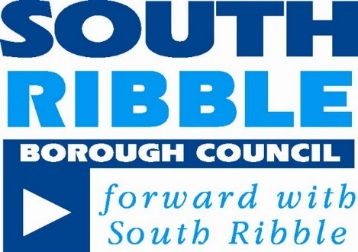 SOUTH
RIBBLE
BOROUGH COUNCIL
forward with
South Ribble